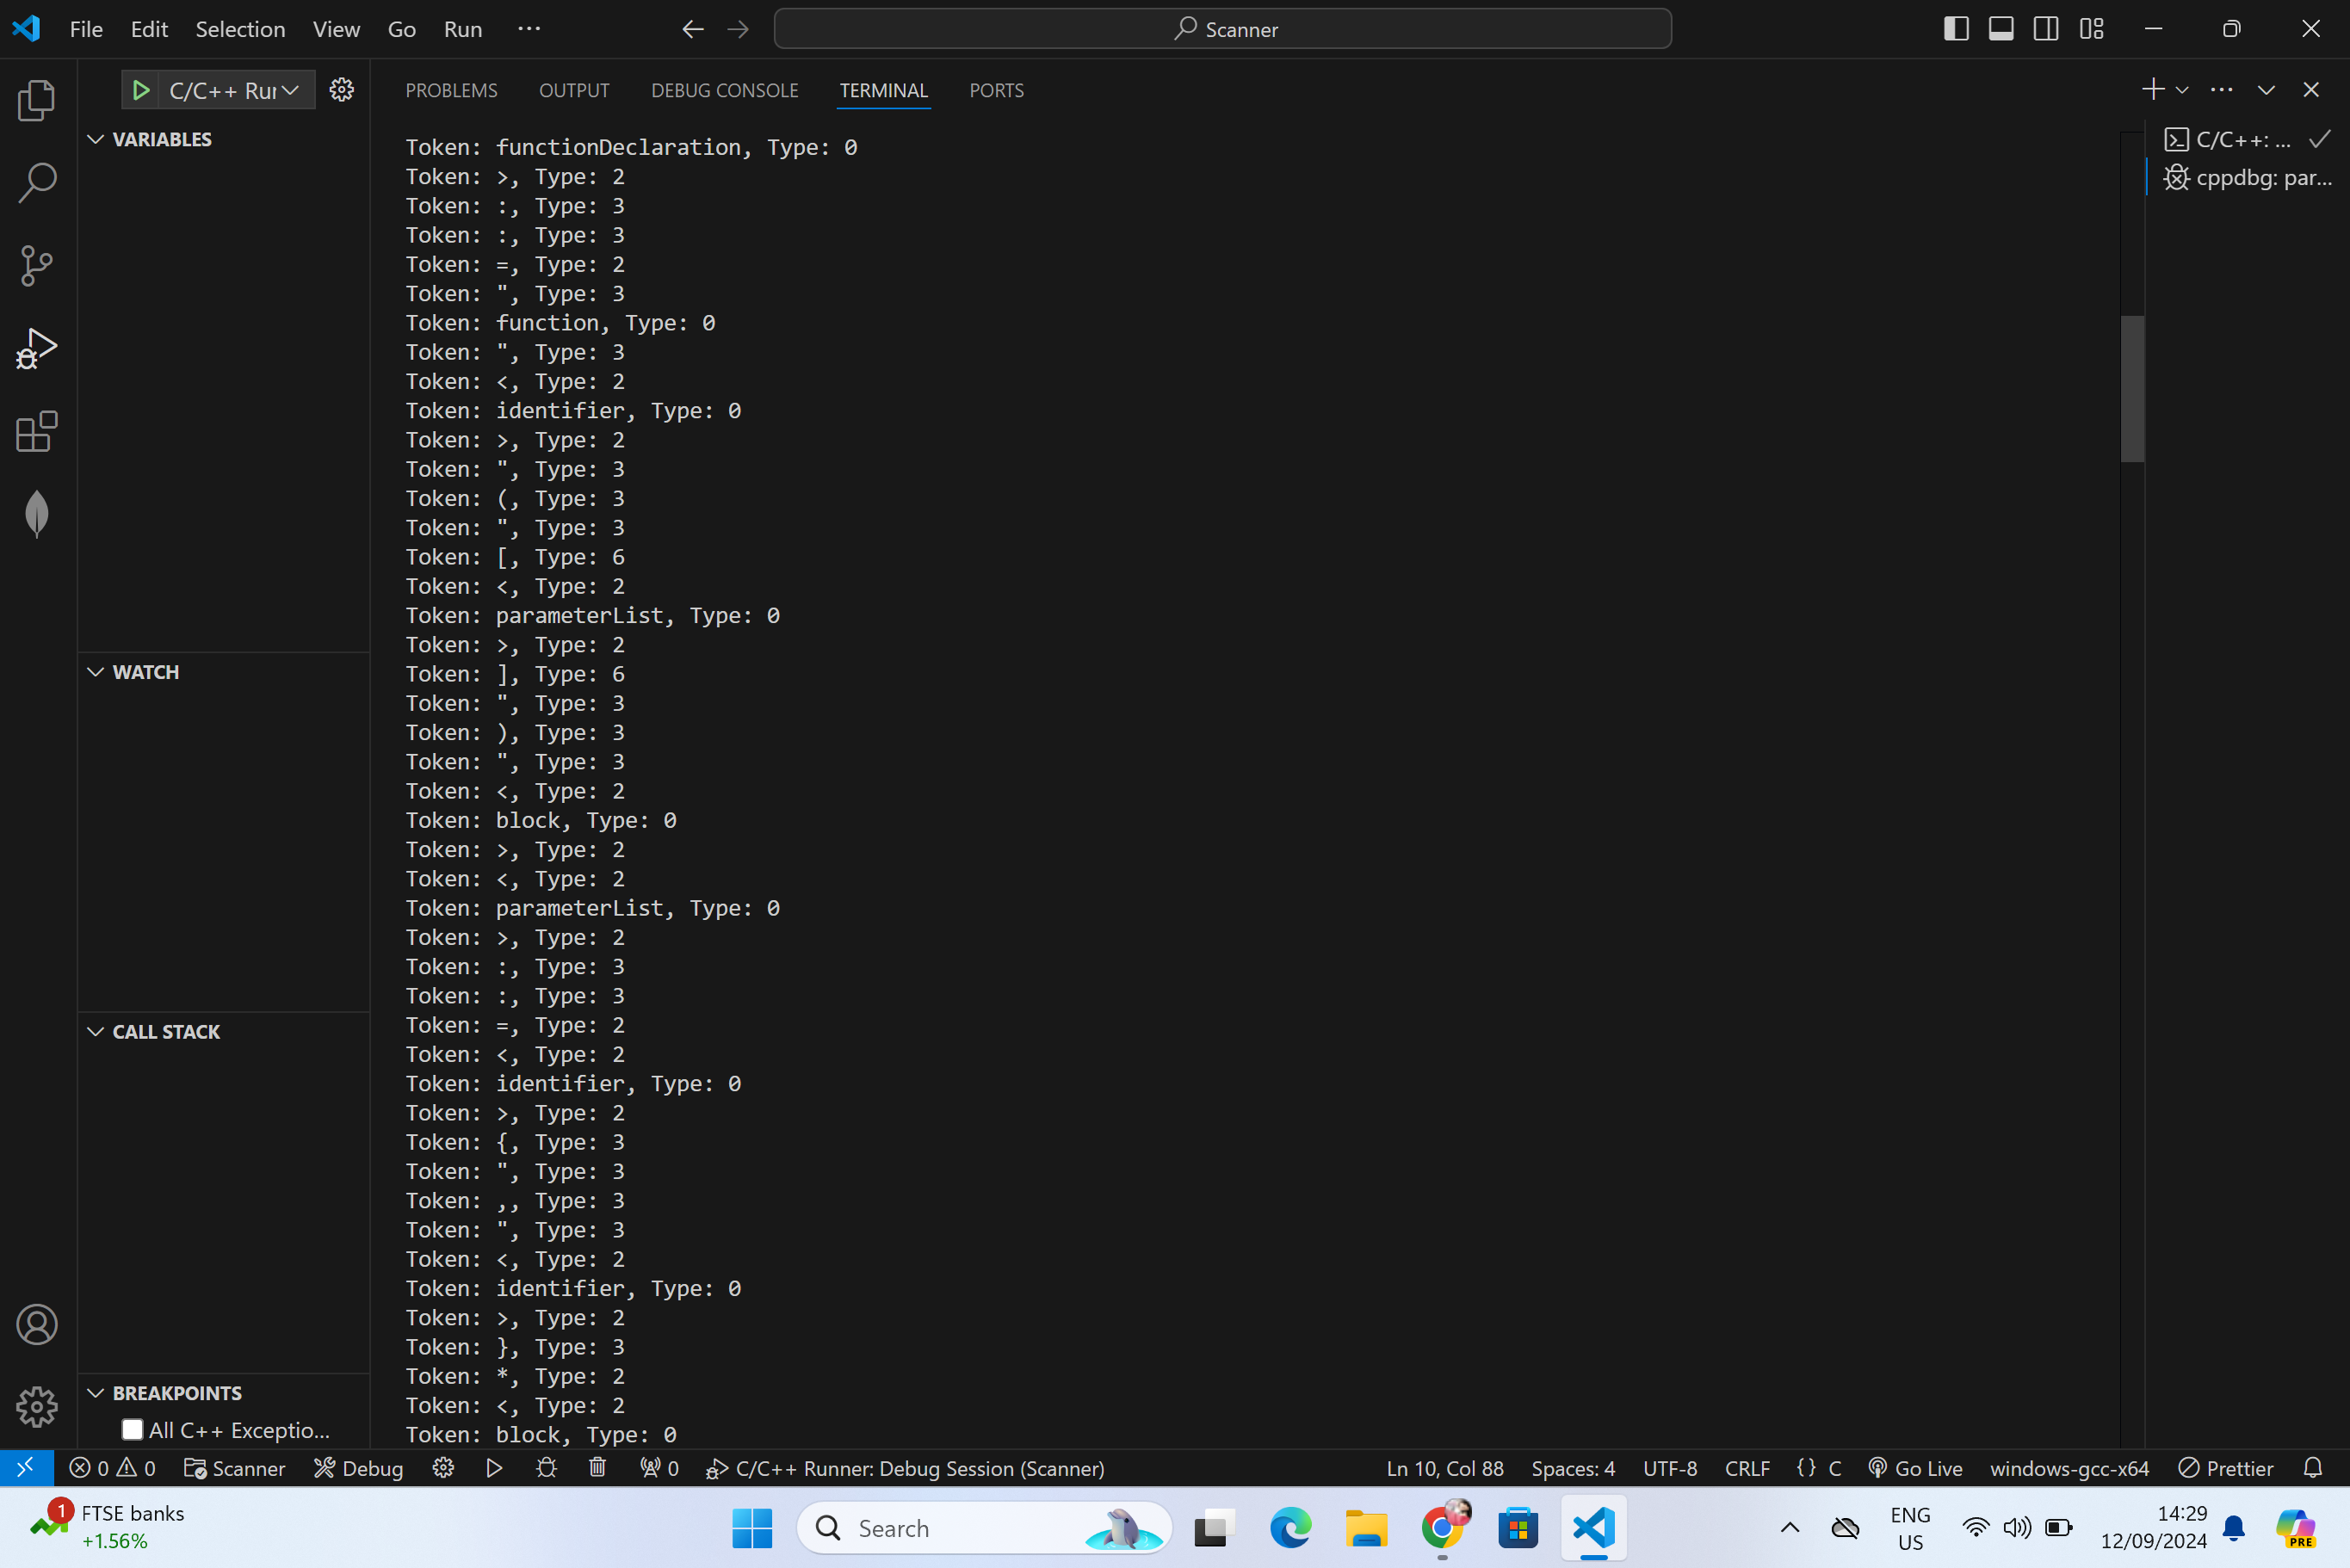 File Edit Selection View Go Run ··· Scanner
C/C++ Rur
PROBLEMS OUTPUT DEBUG CONSOLE TERMINAL PORTS
VARIABLES
WATCH
CALL STACK
BREAKPOINTS
All C++ Exceptio...
Token: functionDeclaration, Type: 0
Token: >, Type: 2
Token: :, Type: 3
Token: :, Type: 3
Token: =, Type: 2
Token: ", Type: 3
Token: function, Type: 0
Token: ", Type: 3
Token: <, Type: 2
Token: identifier, Type: 0
Token: >, Type: 2
Token: ", Type: 3
Token: (, Type: 3
Token: ", Type: 3
Token: [, Type: 6
Token: <, Type: 2
Token: parameterList, Type: 0
Token: >, Type: 2
Token: ], Type: 6
Token: ", Type: 3
Token: ), Type: 3
Token: ", Type: 3
Token: <, Type: 2
Token: block, Type: 0
Token: >, Type: 2
Token: <, Type: 2
Token: parameterList, Type: 0
Token: >, Type: 2
Token: :, Type: 3
Token: :, Type: 3
Token: =, Type: 2
Token: <, Type: 2
Token: identifier, Type: 0
Token: >, Type: 2
Token: {, Type: 3
Token: ", Type: 3
Token: ,, Type: 3
Token: ", Type: 3
Token: <, Type: 2
Token: identifier, Type: 0
Token: >, Type: 2
Token: }, Type: 3
Token: *, Type: 2
Token: <, Type: 2
Token: block, Type: 0
C/C++: ...
cppdbg: par...
0 0 Scanner Debug 0 C/C++ Runner: Debug Session (Scanner) Ln 10, Col 88 Spaces: 4 UTF-8 CRLF {} C Go Live windows-gcc-x64 Prettier
1 FTSE banks
+1.56%
Search
ENG
US
14:29
12/09/2024
PRE